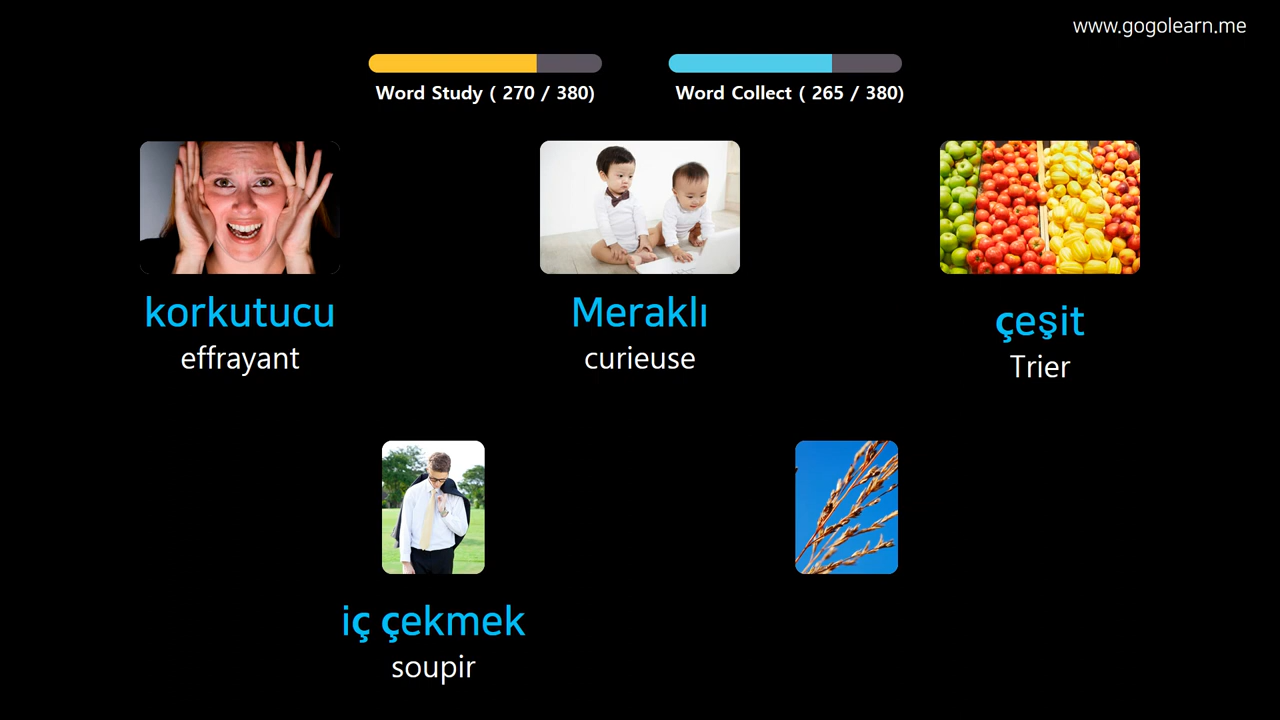 www.gogolearn.me
Word Study ( 270 / 380)
Word Collect ( 265 / 380)
korkutucu
effrayant
Meraklı
curieuse
çeşit
Trier
iç çekmek
soupir